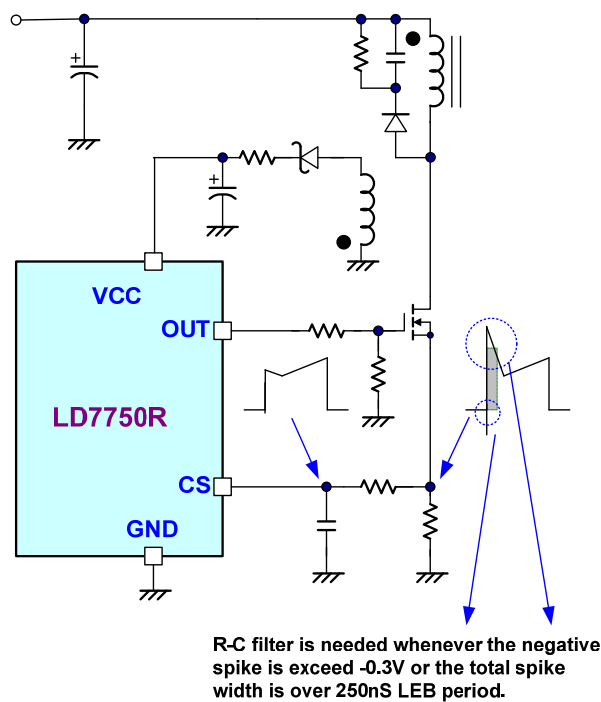 +
+
VCC
OUT
LD7750R
CS
GND
R-C filter is needed whenever the negative
spike is exceed -0.3V or the total spike
width is over 250nS LEB period.